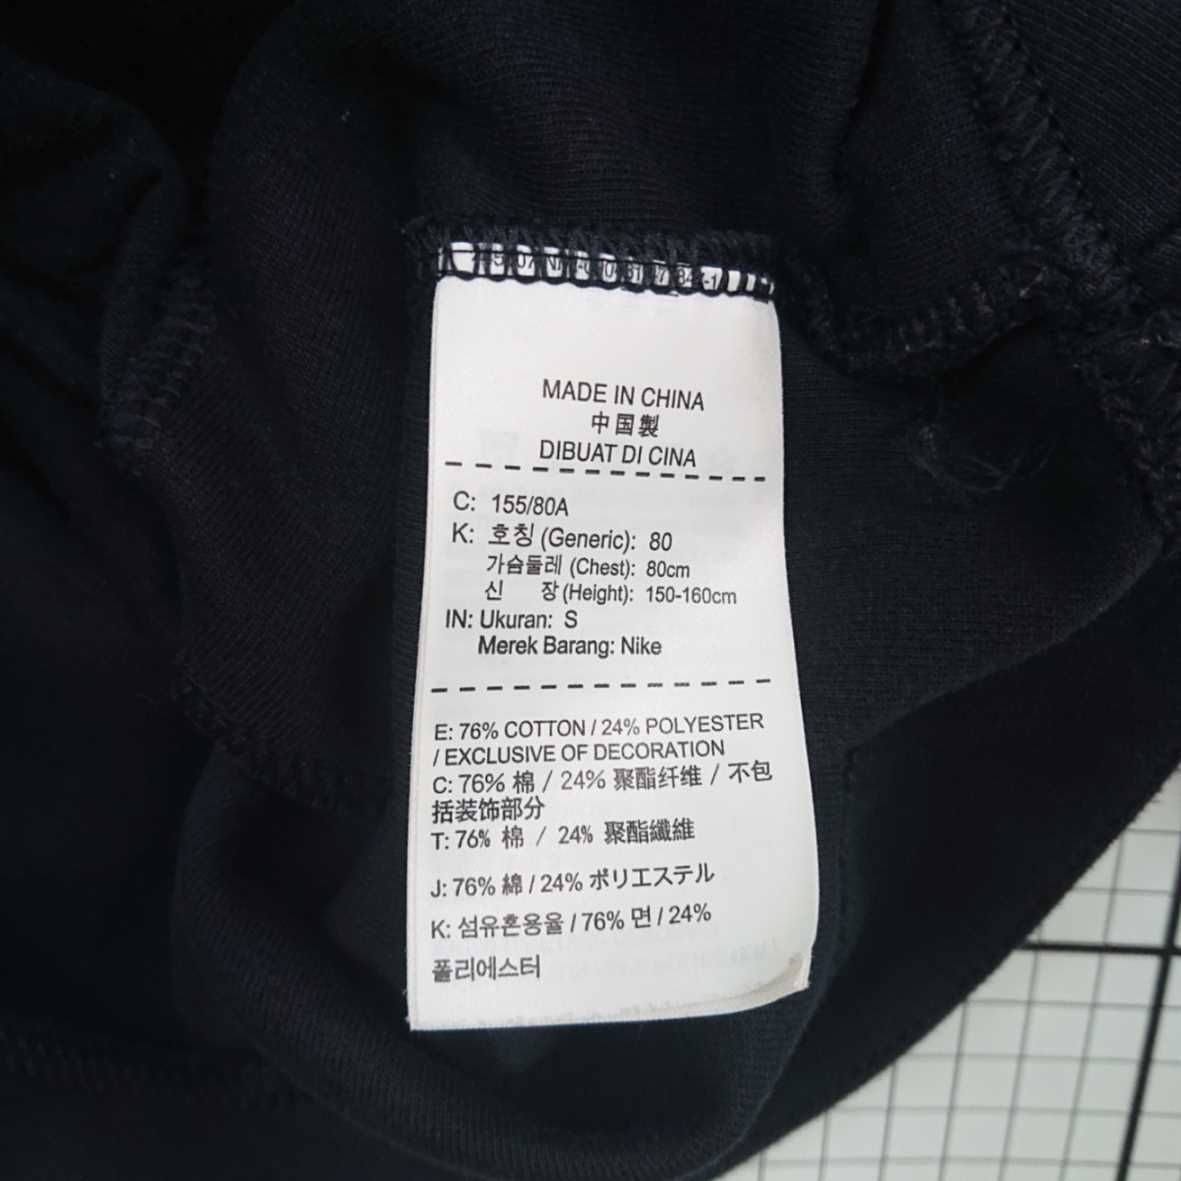 MADE IN CHINA
中国製
DIBUAT DI CINA
C: 155/80A
K: 호칭 (Generic): 80
가슴둘레 (Chest): 80cm
신 장 (Height): 150-160cm
IN: Ukuran: S
Merek Barang: Nike
E: 76% COTTON / 24% POLYESTER
/ EXCLUSIVE OF DECORATION
C: 76% 棉 / 24% 聚酯纤维 / 不包
括装饰部分
T: 76% 棉 / 24% 聚酯纖維
J: 76% 綿 / 24% ポリエステル
K: 섬유혼용율 / 76% 면 / 24%
폴리에스터